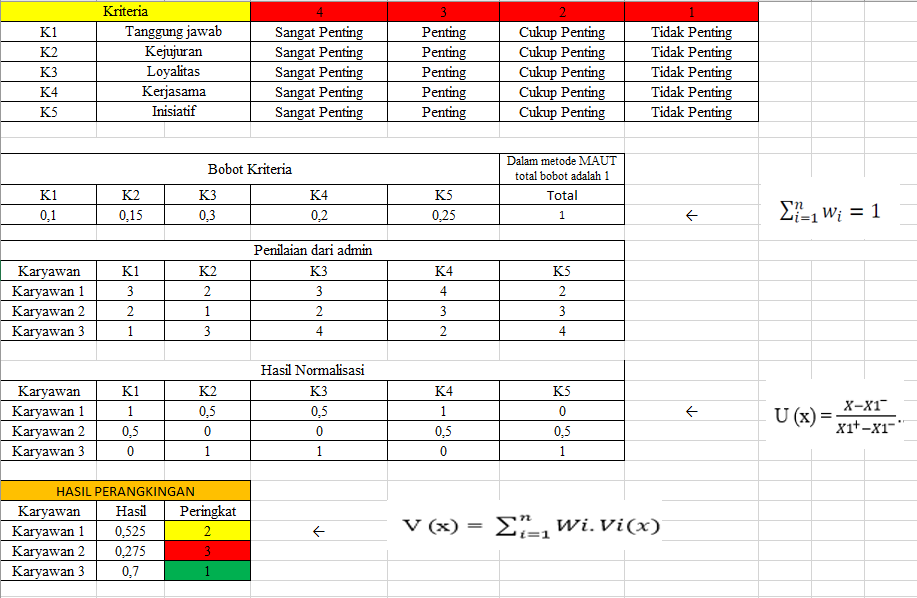 Kriteria 4 3 2 1
K1 Tanggung jawab Sangat Penting Penting Cukup Penting Tidak Penting
K2 Kejujuran Sangat Penting Penting Cukup Penting Tidak Penting
K3 Loyalitas Sangat Penting Penting Cukup Penting Tidak Penting
K4 Kerjasama Sangat Penting Penting Cukup Penting Tidak Penting
K5 Inisiatif Sangat Penting Penting Cukup Penting Tidak Penting
Bobot Kriteria
Dalam metode MAUT
total bobot adalah 1
K1 K2 K3 K4 K5 Total
0,1 0,15 0,3 0,2 0,25 1 ← ∑ⁿᵢ₌₁ wᵢ = 1
Penilaian dari admin
Karyawan K1 K2 K3 K4 K5
Karyawan 1 3 2 3 4 2
Karyawan 2 2 1 2 3 3
Karyawan 3 1 3 4 2 4
Hasil Normalisasi
Karyawan K1 K2 K3 K4 K5
Karyawan 1 1 0,5 0,5 1 0 ← U (x) = X−X1⁻ / X1⁺−X1⁻.
Karyawan 2 0,5 0 0 0,5 0,5
Karyawan 3 0 1 1 0 1
HASIL PERANGKINGAN
Karyawan Hasil Peringkat
Karyawan 1 0,525 2 ← V (x) = ∑ⁿᵢ₌₁ Wi.Vi(x)
Karyawan 2 0,275 3
Karyawan 3 0,7 1